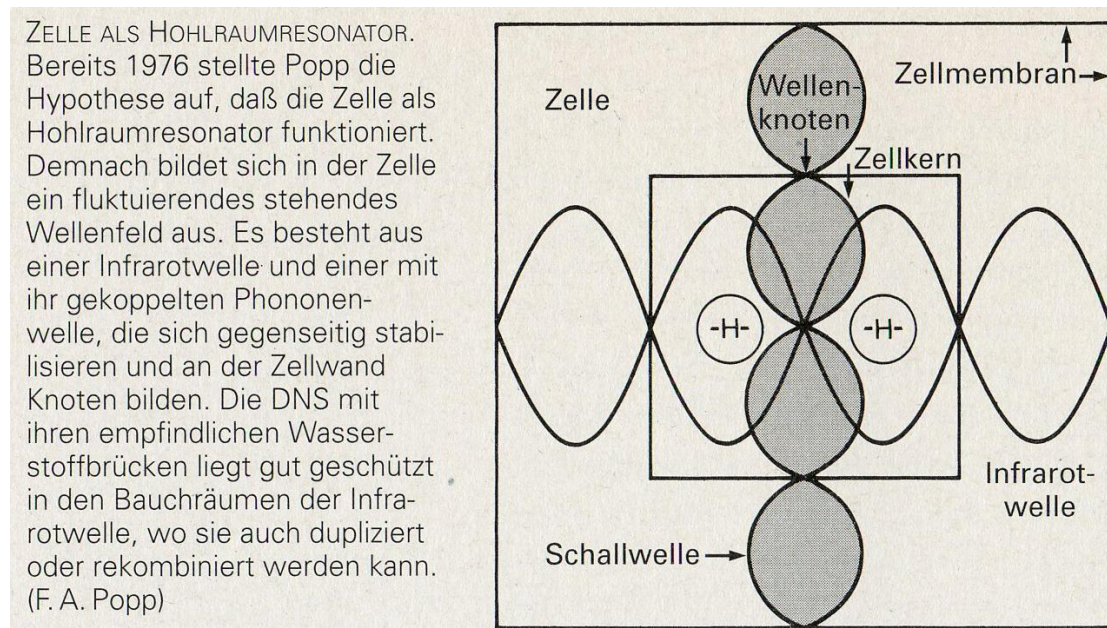 ZELLE ALS HOHLRAUMRESONATOR.
Bereits 1976 stellte Popp die
Hypothese auf, daß die Zelle als
Hohlraumresonator funktioniert.
Demnach bildet sich in der Zelle
ein fluktuierendes stehendes
Wellenfeld aus. Es besteht aus
einer Infrarotwelle und einer mit
ihr gekoppelten Phononen-
welle, die sich gegenseitig stabi-
lisieren und an der Zellwand
Knoten bilden. Die DNS mit
ihren empfindlichen Wasser-
stoffbrücken liegt gut geschützt
in den Bauchräumen der Infra-
rotwelle, wo sie auch dupliziert
oder rekombiniert werden kann.
(F. A. Popp)
Zelle
Wellen-
knoten
Zellmembran
Zellkern
-H-
-H-
Infrarot-
welle
Schallwelle